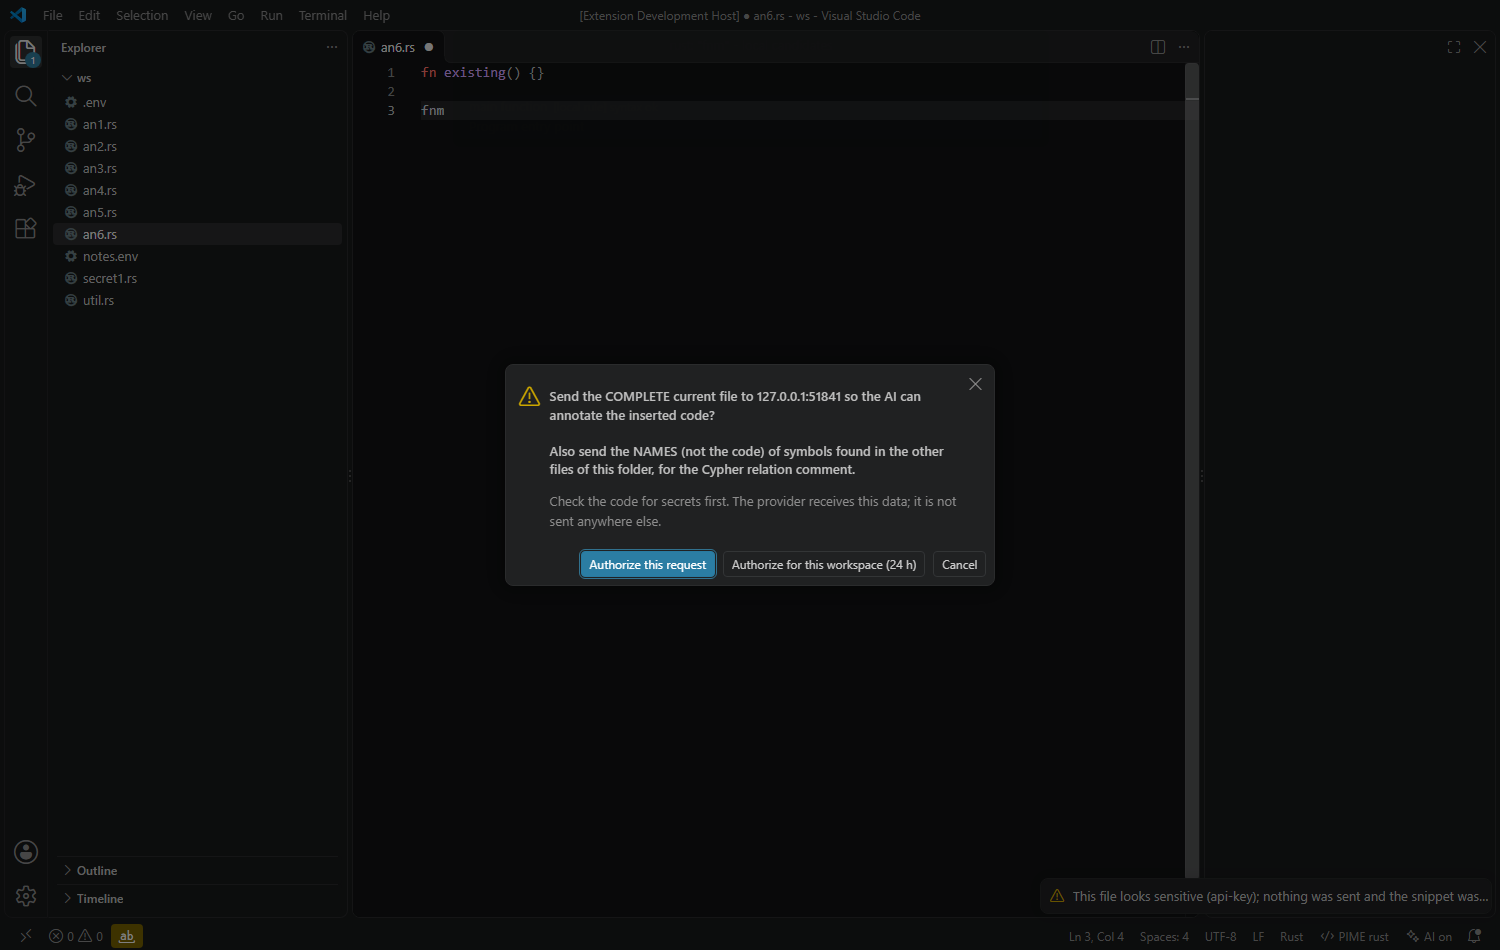 File Edit Selection View Go Run Terminal Help
[Extension Development Host] ● an6.rs - ws - Visual Studio Code
Explorer
ws
.env
an1.rs
an2.rs
an3.rs
an4.rs
an5.rs
an6.rs
notes.env
secret1.rs
util.rs
Outline
Timeline
1
an6.rs
1 fn existing() {}
2
3 fnm
Send the COMPLETE current file to 127.0.0.1:51841 so the AI can
annotate the inserted code?
Also send the NAMES (not the code) of symbols found in the other
files of this folder, for the Cypher relation comment.
Check the code for secrets first. The provider receives this data; it is not
sent anywhere else.
Authorize this request
Authorize for this workspace (24 h)
Cancel
This file looks sensitive (api-key); nothing was sent and the snippet was...
0 0 ab
Ln 3, Col 4 Spaces: 4 UTF-8 LF Rust PIME rust AI on